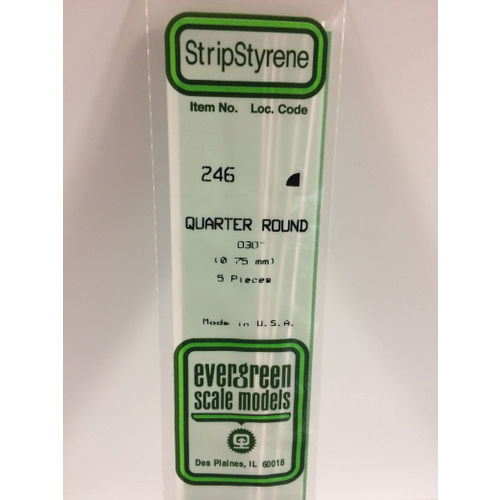 StripStyrene
Item No. Loc. Code
246
QUARTER ROUND
.030"
(0.75 mm)
5 Pieces
Made in U.S.A.
evergreen
scale models
Des Plaines, IL 60018